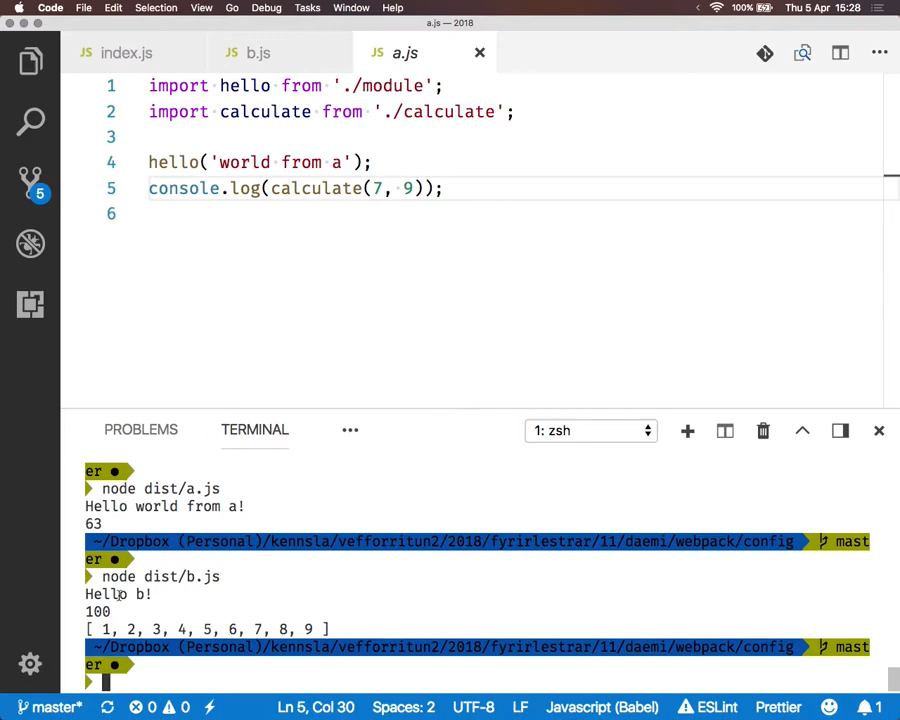 Code File Edit Selection View Go Debug Tasks Window Help 100% Thu 5 Apr 15:28
a.js — 2018
JS index.js JS b.js JS a.js
1 import hello from './module';
2 import calculate from './calculate';
3
4 hello('world from a');
5 console.log(calculate(7, 9));
6
5
PROBLEMS TERMINAL ••• 1: zsh
er ●
node dist/a.js
Hello world from a!
63
~/Dropbox (Personal)/kennsla/vefforritun2/2018/fyrirlestrar/11/daemi/webpack/config mast
er ●
node dist/b.js
Hello b!
100
[ 1, 2, 3, 4, 5, 6, 7, 8, 9 ]
~/Dropbox (Personal)/kennsla/vefforritun2/2018/fyrirlestrar/11/daemi/webpack/config mast
er ●
master* 0 0 Ln 5, Col 30 Spaces: 2 UTF-8 LF Javascript (Babel) ESLint Prettier 1